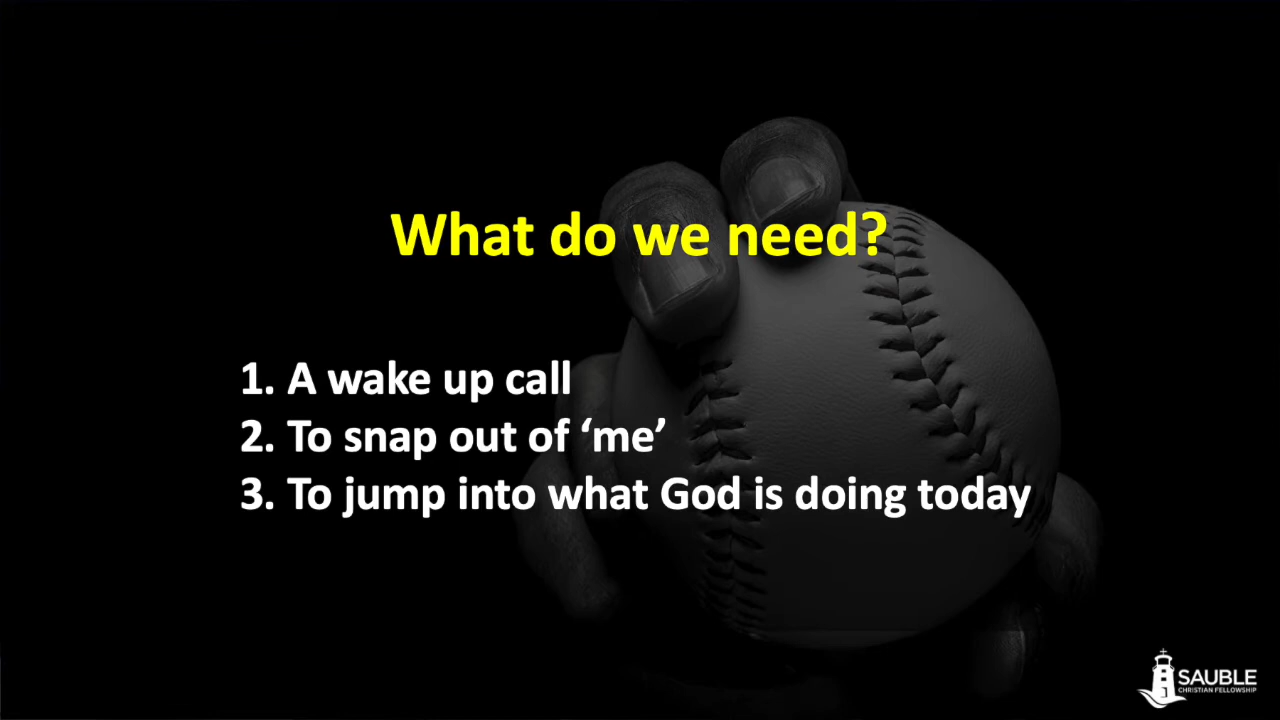 What do we need?
1. A wake up call
2. To snap out of ‘me’
3. To jump into what God is doing today
SAUBLE
CHRISTIAN FELLOWSHIP